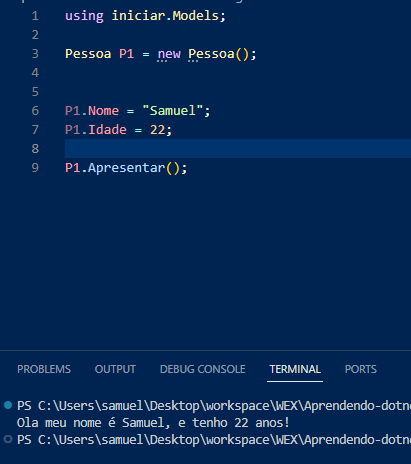 1 using iniciar.Models;
2
3 Pessoa P1 = new Pessoa();
4
5
6 P1.Nome = "Samuel";
7 P1.Idade = 22;
8
9 P1.Apresentar();
PROBLEMS OUTPUT DEBUG CONSOLE TERMINAL PORTS
PS C:\Users\samuel\Desktop\workspace\WEX\Aprendendo-dotn
Ola meu nome é Samuel, e tenho 22 anos!
PS C:\Users\samuel\Desktop\workspace\WEX\Aprendendo-dotn